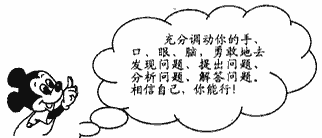 充分调动你的手、
口、眼、脑，勇敢地去
发现问题、提出问题、
分析问题、解答问题。
相信自己，你能行！